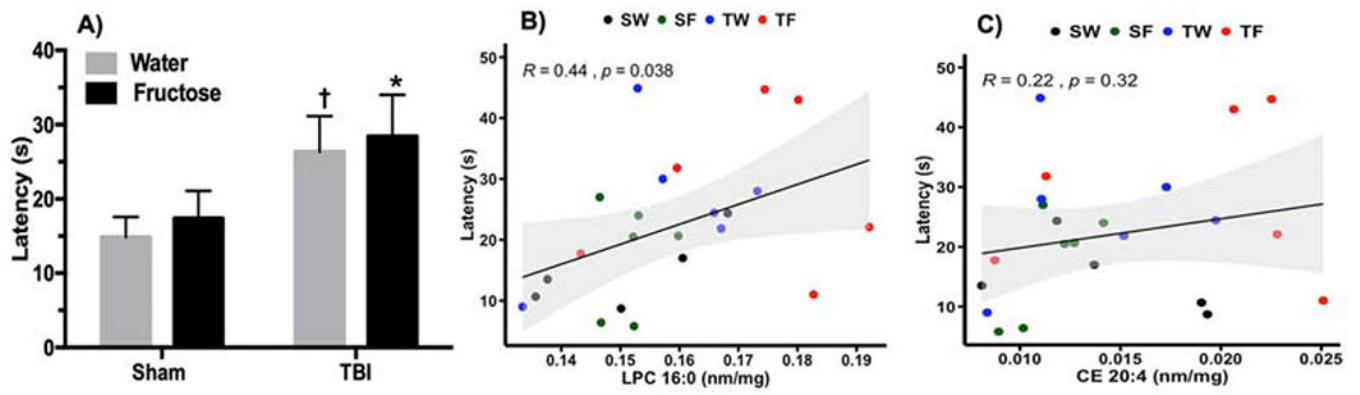 A)
40
30
20
10
0
Latency (s)
Water
Fructose
†
*
Sham
TBI
B)
SW SF TW TF
R = 0.44 , p = 0.038
50
40
30
20
10
Latency (s)
0.14 0.15 0.16 0.17 0.18 0.19
LPC 16:0 (nm/mg)
C)
SW SF TW TF
R = 0.22 , p = 0.32
50
40
30
20
10
Latency (s)
0.010 0.015 0.020 0.025
CE 20:4 (nm/mg)